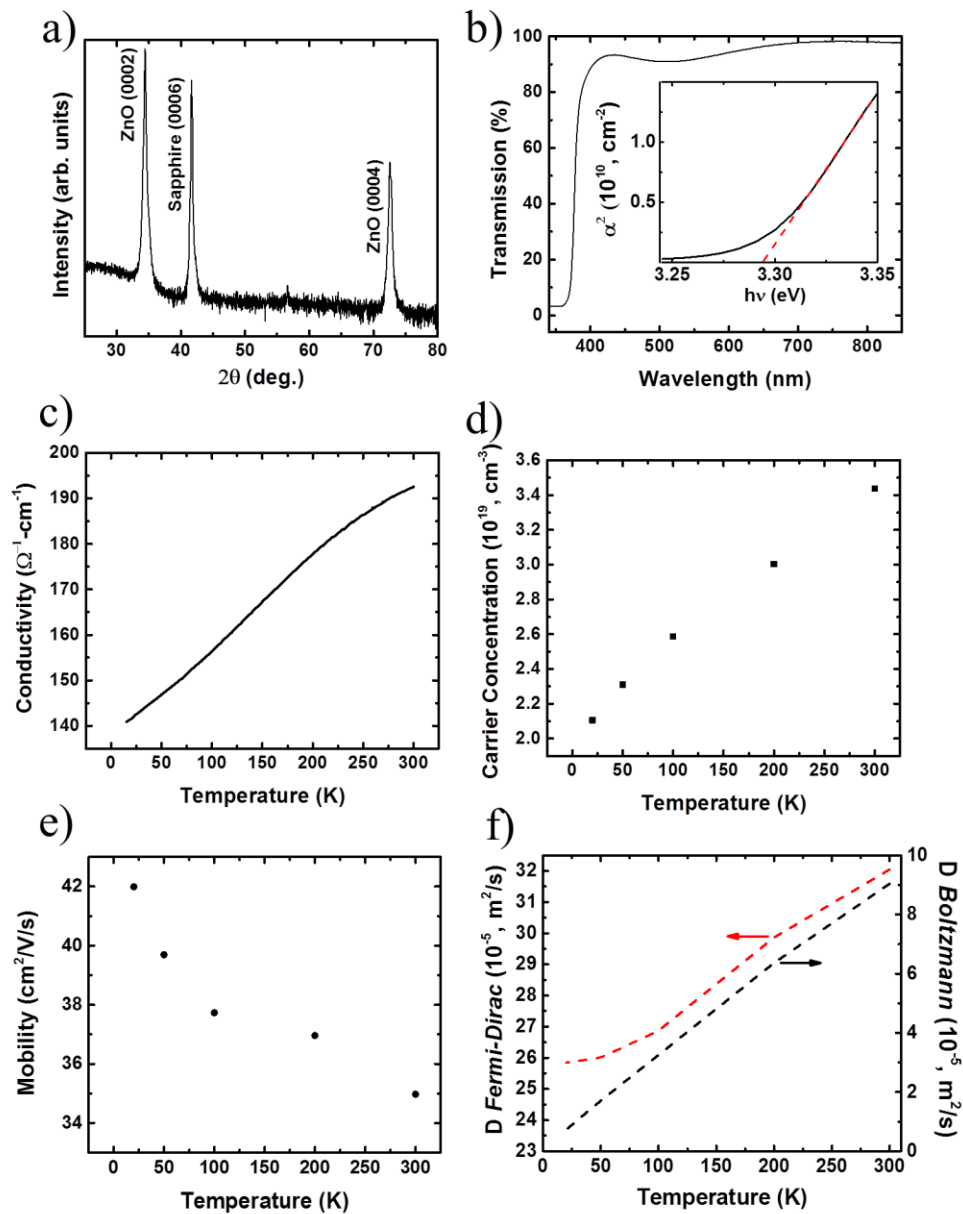 a)
Intensity (arb. units)
ZnO (0002)
Sapphire (0006)
ZnO (0004)
30 40 50 60 70 80
2θ (deg.)
b)
Transmission (%)
100
80
60
40
20
0
400 500 600 700 800
Wavelength (nm)
α² (10¹⁰, cm⁻²)
1.0
0.5
3.25 3.30 3.35
hν (eV)
c)
Conductivity (Ω⁻¹-cm⁻¹)
200
190
180
170
160
150
140
0 50 100 150 200 250 300
Temperature (K)
d)
Carrier Concentration (10¹⁹, cm⁻³)
3.6
3.4
3.2
3.0
2.8
2.6
2.4
2.2
2.0
0 50 100 150 200 250 300
Temperature (K)
e)
Mobility (cm²/V/s)
42
40
38
36
34
0 50 100 150 200 250 300
Temperature (K)
f)
D Fermi-Dirac (10⁻⁵, m²/s)
32
31
30
29
28
27
26
25
24
23
0 50 100 150 200 250 300
Temperature (K)
10
8
6
4
2
0
D Boltzmann (10⁻⁵, m²/s)